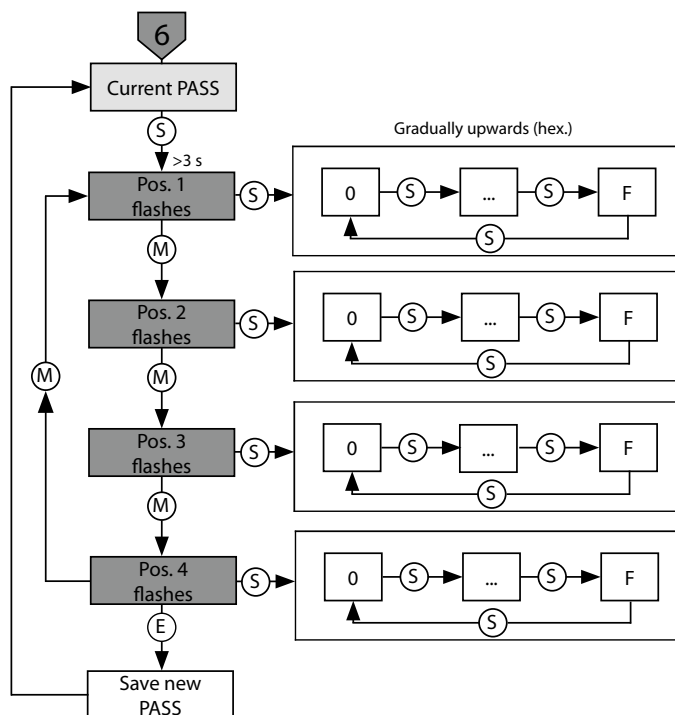 6
Current PASS
S
>3 s
Gradually upwards (hex.)
Pos. 1
flashes
S
0
S
...
S
F
S
M
Pos. 2
flashes
S
0
S
...
S
F
S
M
M
Pos. 3
flashes
S
0
S
...
S
F
S
M
Pos. 4
flashes
S
0
S
...
S
F
S
E
Save new
PASS